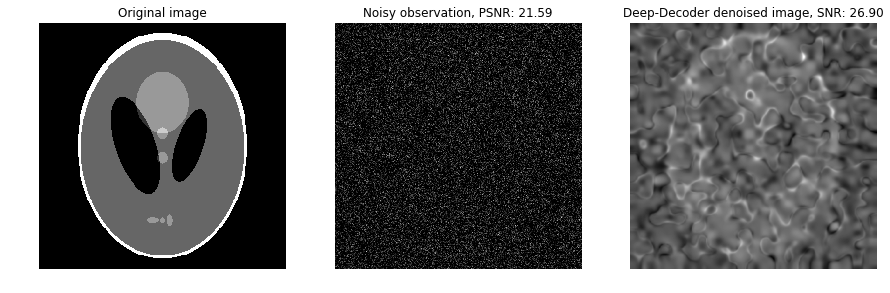 Original image
Noisy observation, PSNR: 21.59
Deep-Decoder denoised image, SNR: 26.90